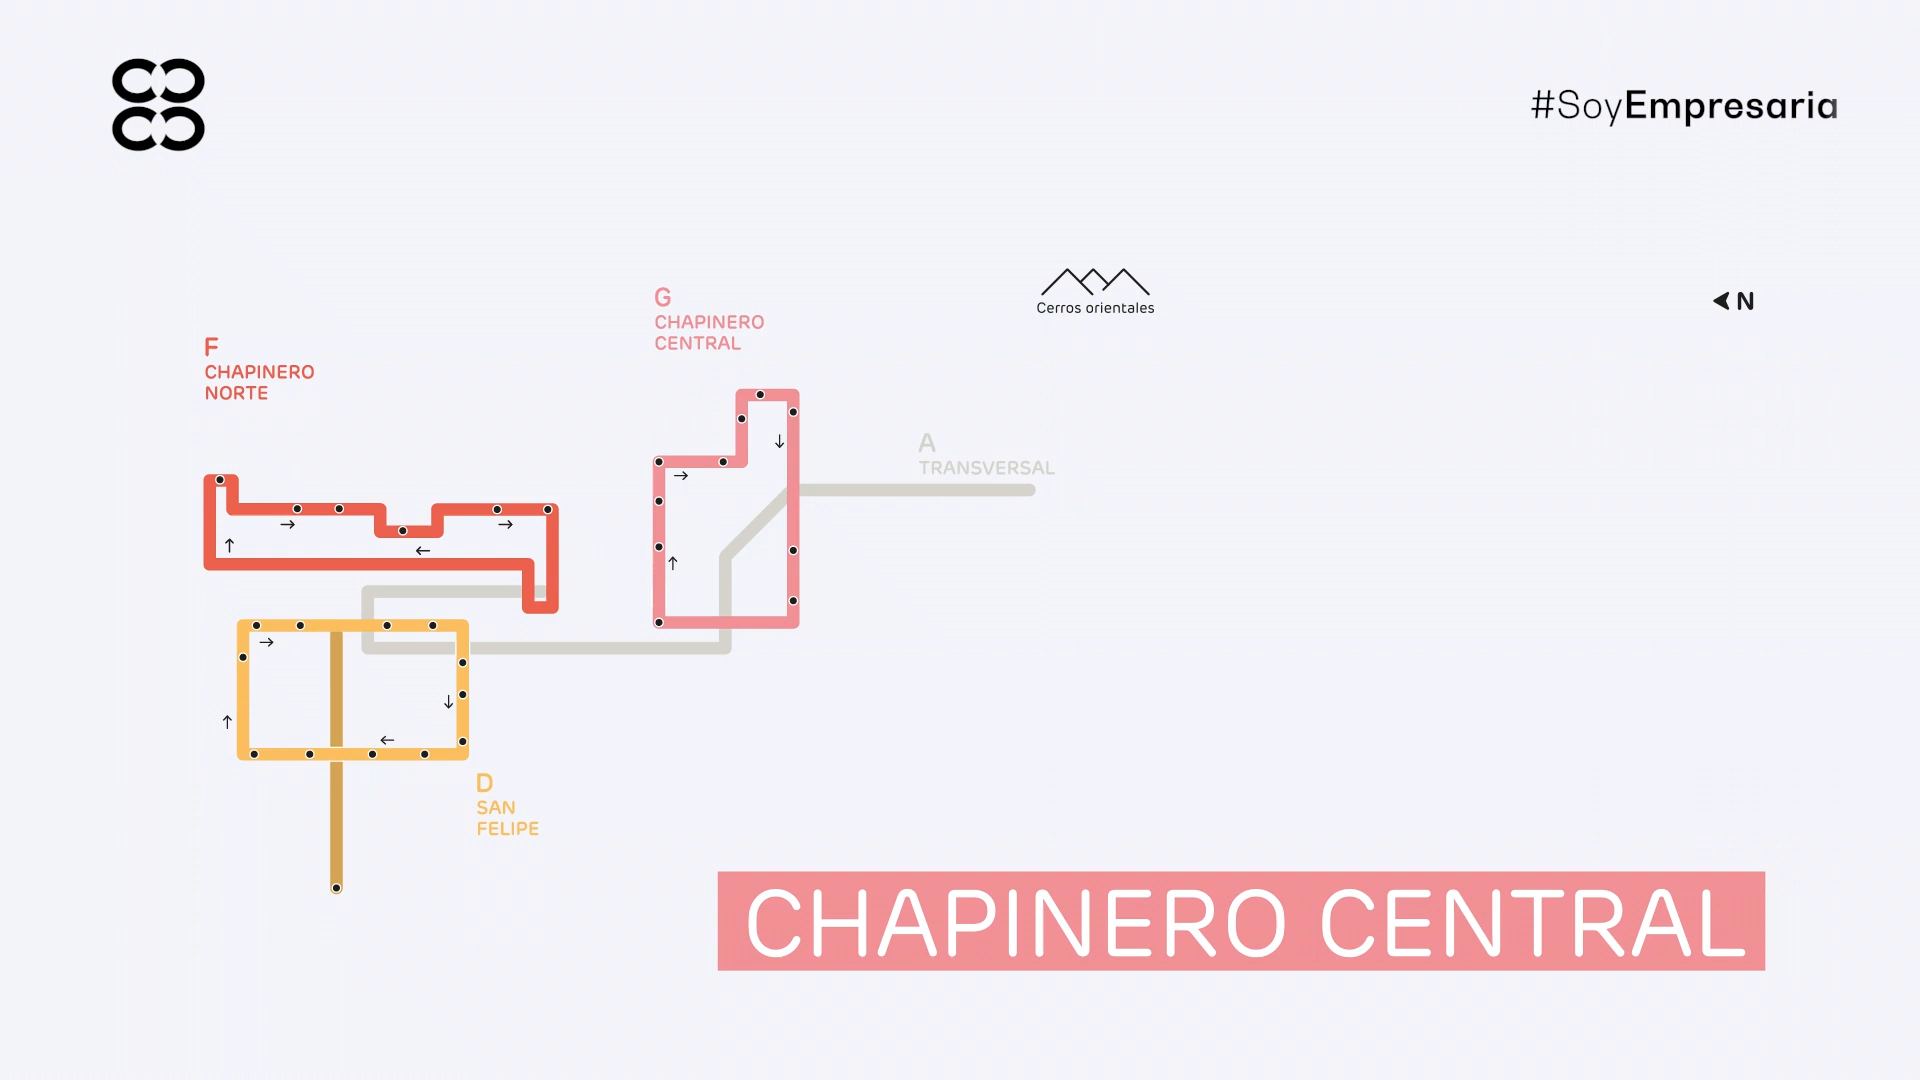 #SoyEmpresaria
G
CHAPINERO
CENTRAL
Cerros orientales
N
F
CHAPINERO
NORTE
A
TRANSVERSAL
D
SAN
FELIPE
CHAPINERO CENTRAL